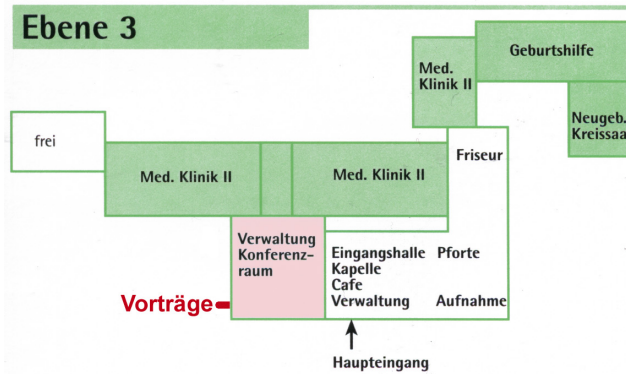 Ebene 3
Geburtshilfe
Med.
Klinik II
Neugeb.
frei
Friseur
Med. Klinik II
Med. Klinik II
Verwaltung
Konferenz-
raum
Eingangshalle Pforte
Kapelle
Cafe
Verwaltung Aufnahme
Vorträge
Haupteingang